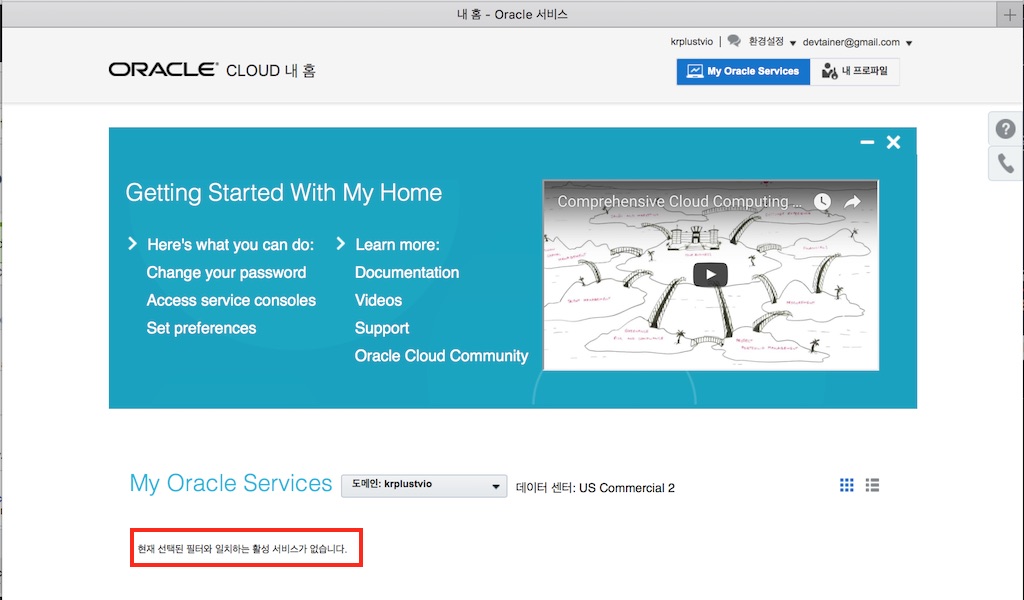 내 홈 - Oracle 서비스
krplustvio
환경설정
devtainer@gmail.com
ORACLE® CLOUD 내 홈
My Oracle Services
내 프로파일
Getting Started With My Home
Comprehensive Cloud Computing ...
Here's what you can do:
Change your password
Access service consoles
Set preferences
Learn more:
Documentation
Videos
Support
Oracle Cloud Community
My Oracle Services
도메인: krplustvio
데이터 센터: US Commercial 2
현재 선택된 필터와 일치하는 활성 서비스가 없습니다.